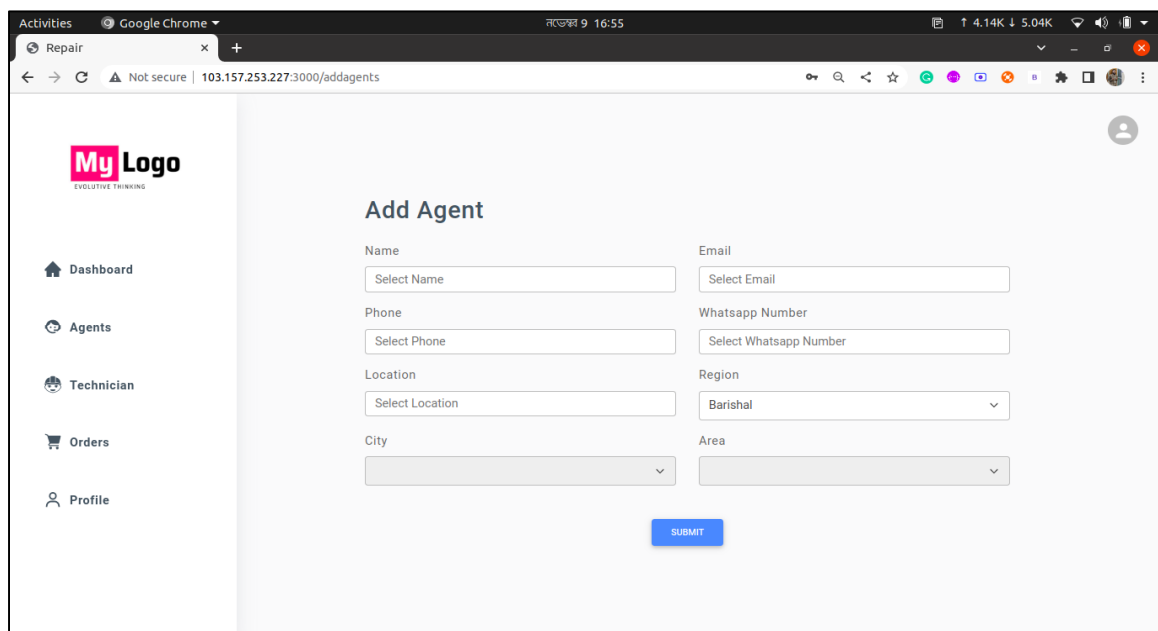 Activities Google Chrome নভেম্বর 9 16:55 ↑ 4.14K ↓ 5.04K
Repair
Not secure | 103.157.253.227:3000/addagents
My Logo
EVOLUTIVE THINKING
Dashboard
Agents
Technician
Orders
Profile
Add Agent
Name Email
Select Name Select Email
Phone Whatsapp Number
Select Phone Select Whatsapp Number
Location Region
Select Location Barishal
City Area
SUBMIT